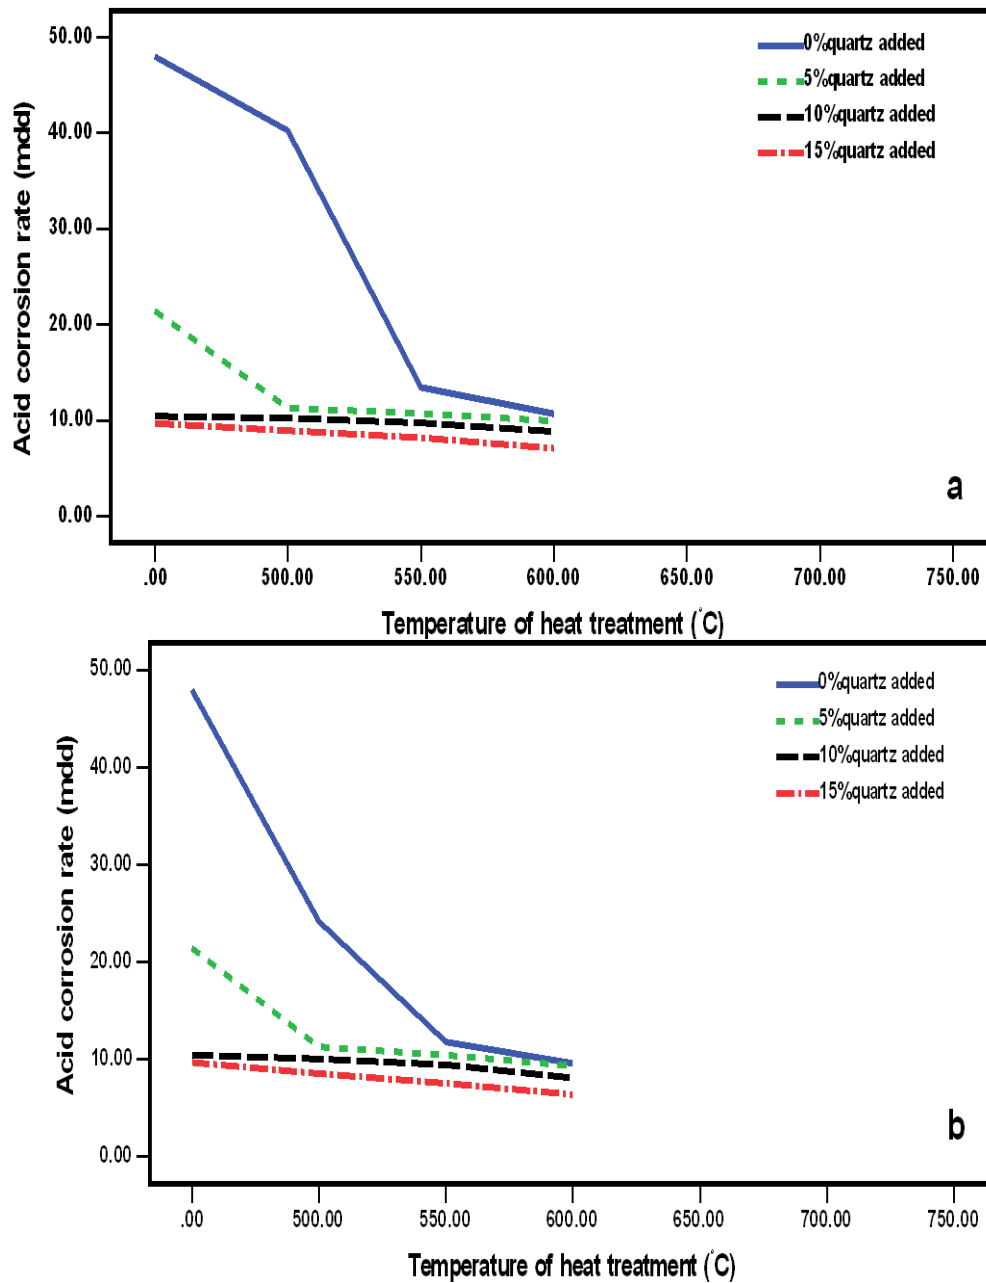 50.00
40.00
30.00
20.00
10.00
0.00
Acid corrosion rate (mdd)
0%quartz added
5%quartz added
10%quartz added
15%quartz added
a
.00 500.00 550.00 600.00 650.00 700.00 750.00
Temperature of heat treatment (°C)
50.00
40.00
30.00
20.00
10.00
0.00
Acid corrosion rate (mdd)
0%quartz added
5%quartz added
10%quartz added
15%quartz added
b
.00 500.00 550.00 600.00 650.00 700.00 750.00
Temperature of heat treatment (°C)